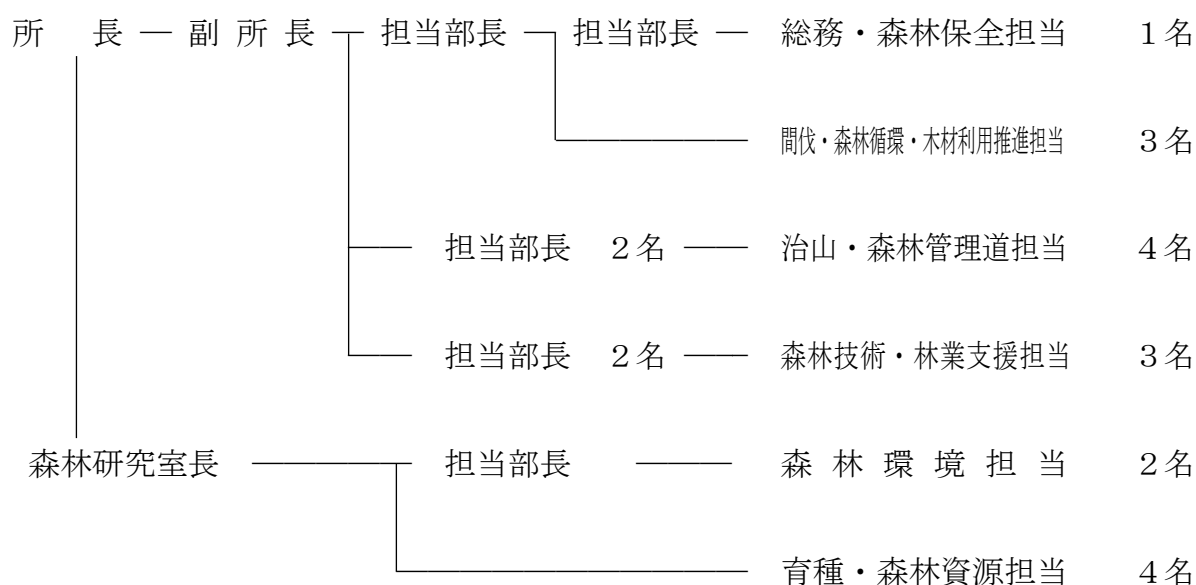 所　長 ― 副 所 長 ― 担当部長 ― 担当部長 ― 総務・森林保全担当　１名
間伐・森林循環・木材利用推進担当　３名
担当部長　２名 ― 治山・森林管理道担当　４名
担当部長　２名 ― 森林技術・林業支援担当　３名
森林研究室長 ― 担当部長 ― 森 林 環 境 担 当　２名
育種・森林資源担当　４名